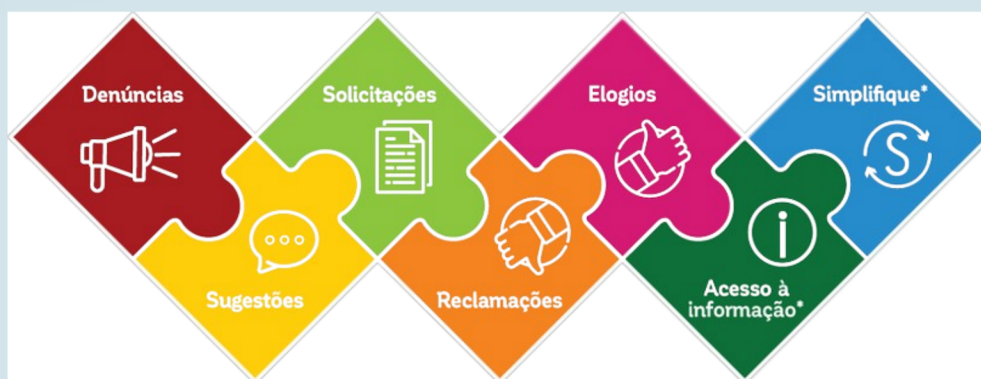 Denúncias
Solicitações
Elogios
Simplifique*
Sugestões
Reclamações
Acesso à
informação*